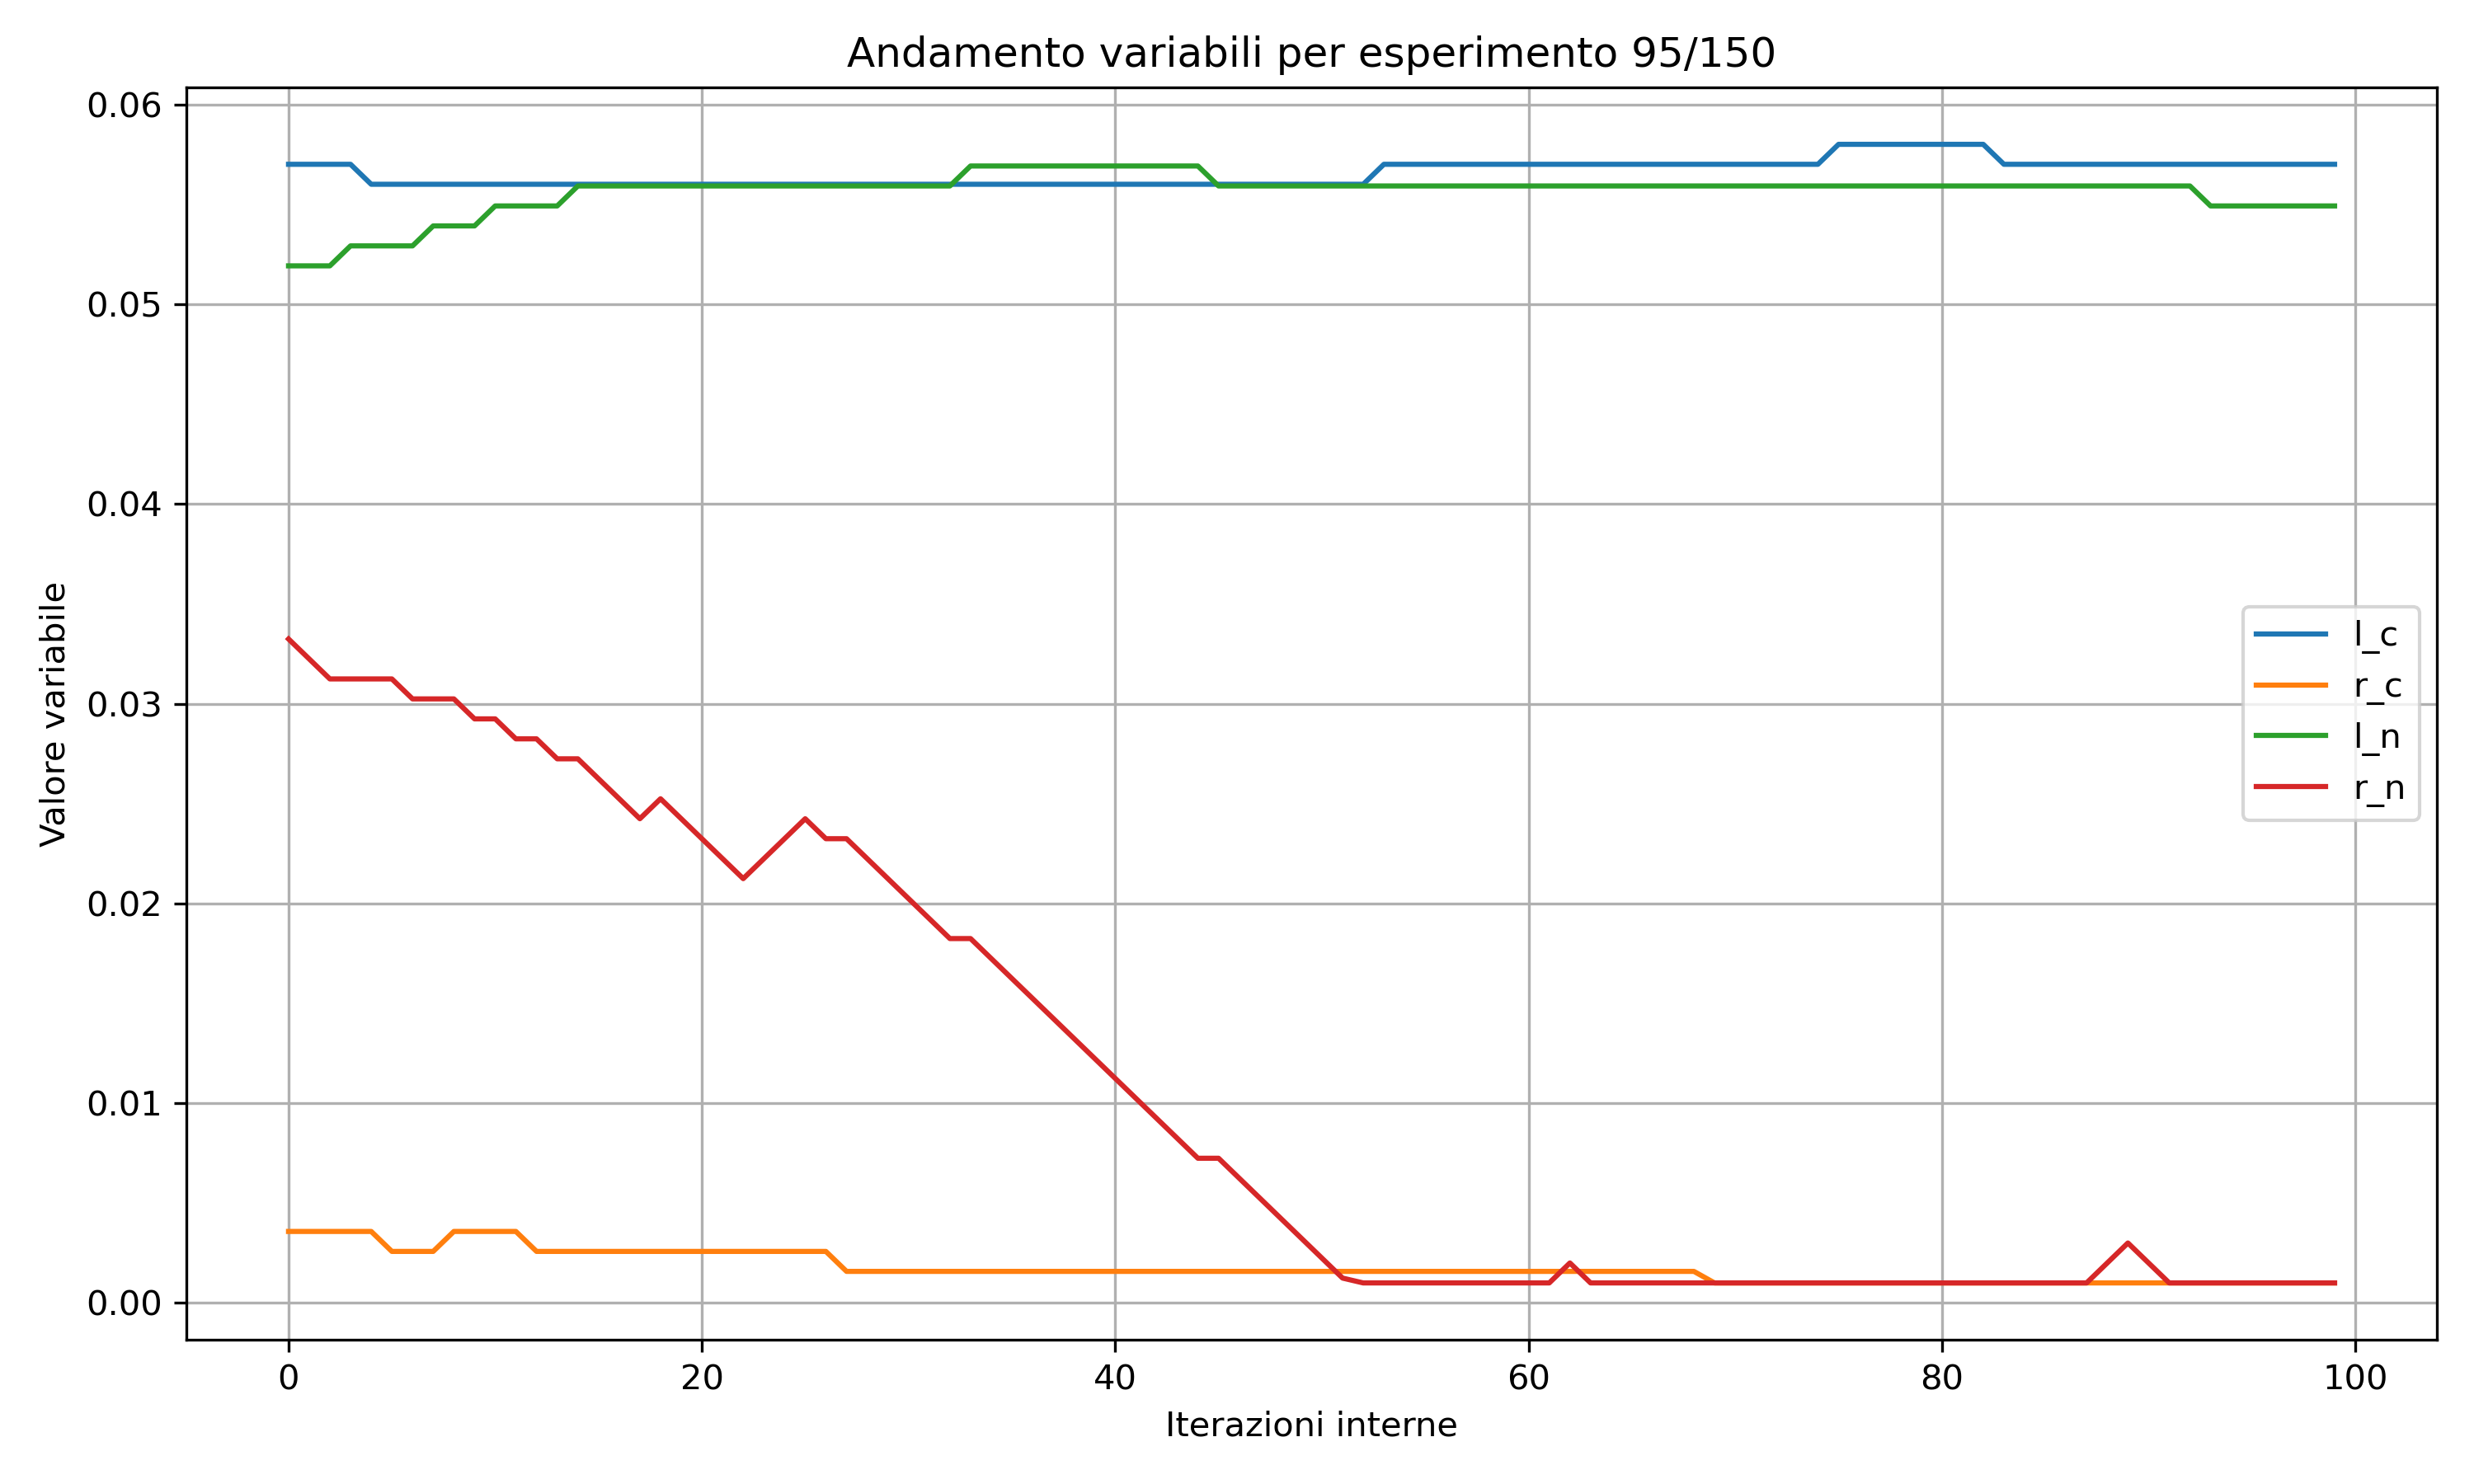 Andamento variabili per esperimento 95/150
Valore variabile
0.06
0.05
0.04
0.03
0.02
0.01
0.00
l_c
r_c
l_n
r_n
0 20 40 60 80 100
Iterazioni interne